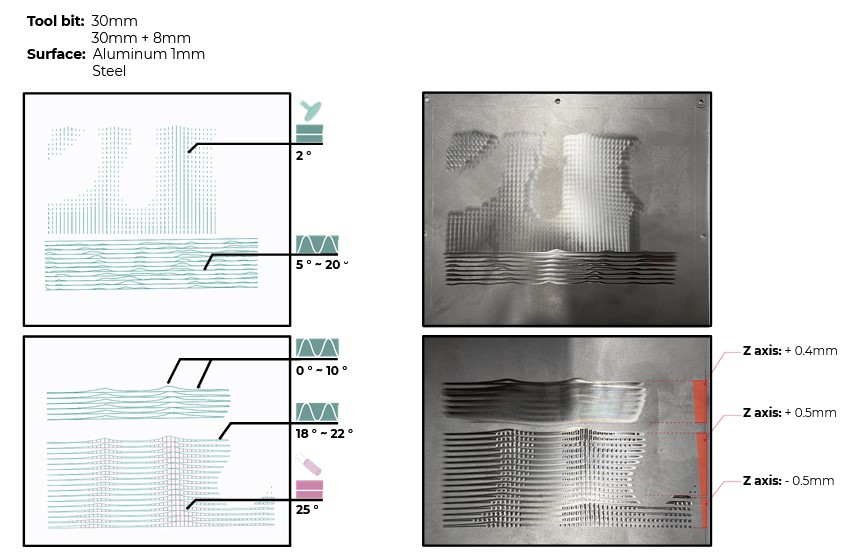 Tool bit: 30mm
30mm + 8mm
Surface: Aluminum 1mm
Steel
2 °
5 ° ~ 20 °
0 ° ~ 10 °
18 ° ~ 22 °
25 °
Z axis: + 0.4mm
Z axis: + 0.5mm
Z axis: - 0.5mm